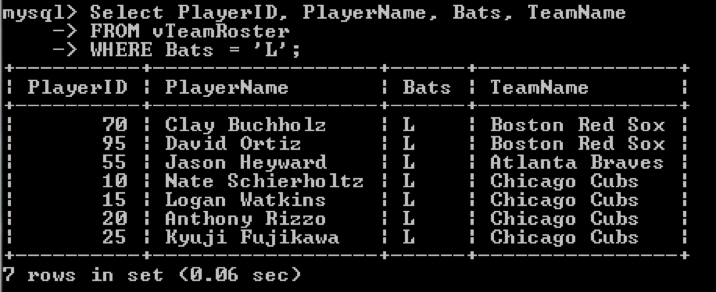 mysql> Select PlayerID, PlayerName, Bats, TeamName
    -> FROM vTeamRoster
    -> WHERE Bats = 'L';
+----------+------------------+------+----------------+
| PlayerID | PlayerName       | Bats | TeamName       |
+----------+------------------+------+----------------+
|       70 | Clay Buchholz    | L    | Boston Red Sox |
|       95 | David Ortiz      | L    | Boston Red Sox |
|       55 | Jason Heyward    | L    | Atlanta Braves |
|       10 | Nate Schierholtz | L    | Chicago Cubs   |
|       15 | Logan Watkins    | L    | Chicago Cubs   |
|       20 | Anthony Rizzo    | L    | Chicago Cubs   |
|       25 | Kyuji Fujikawa   | L    | Chicago Cubs   |
+----------+------------------+------+----------------+
7 rows in set (0.06 sec)